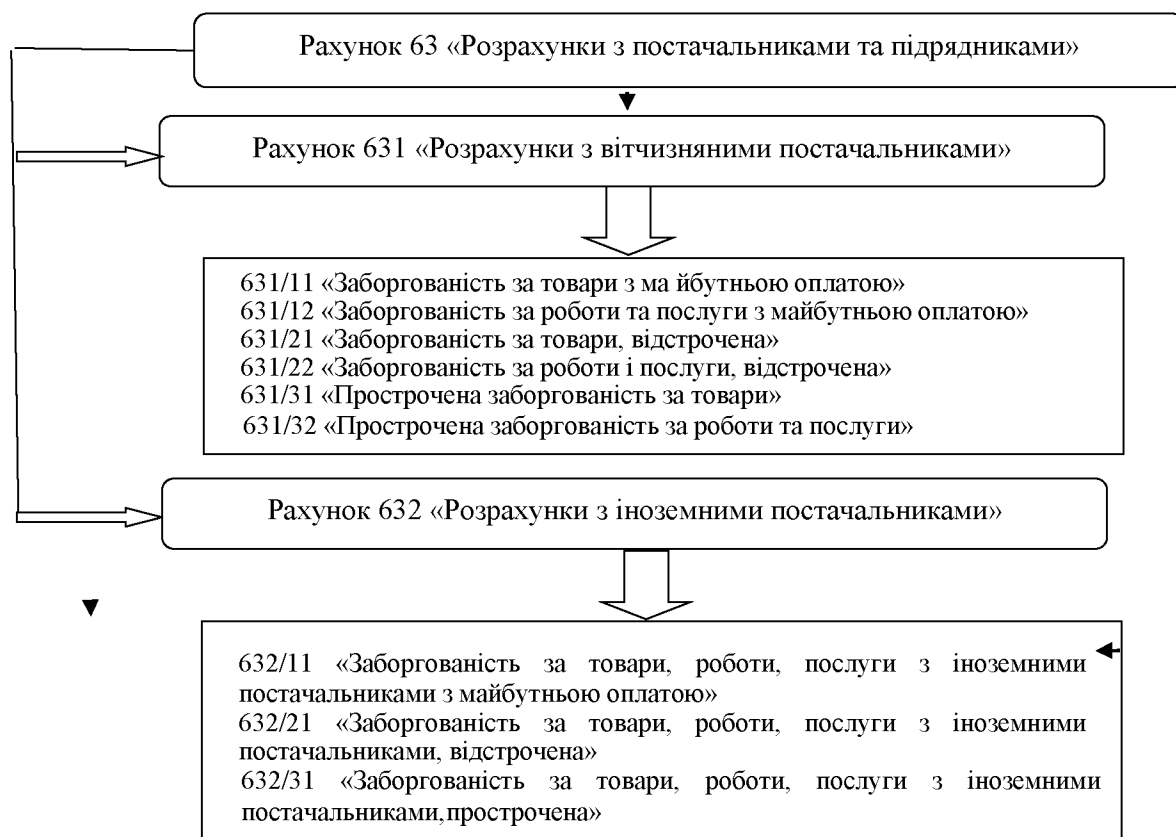 Рахунок 63 «Розрахунки з постачальниками та підрядниками»
Рахунок 631 «Розрахунки з вітчизняними постачальниками»
631/11 «Заборгованість за товари з ма йбутньою оплатою»
631/12 «Заборгованість за роботи та послуги з майбутньою оплатою»
631/21 «Заборгованість за товари, відстрочена»
631/22 «Заборгованість за роботи і послуги, відстрочена»
631/31 «Прострочена заборгованість за товари»
631/32 «Прострочена заборгованість за роботи та послуги»
Рахунок 632 «Розрахунки з іноземними постачальниками»
632/11 «Заборгованість за товари, роботи, послуги з іноземними
постачальниками з майбутньою оплатою»
632/21 «Заборгованість за товари, роботи, послуги з іноземними
постачальниками, відстрочена»
632/31 «Заборгованість за товари, роботи, послуги з іноземними
постачальниками,прострочена»